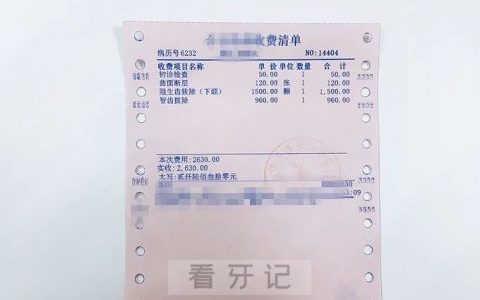 收费清单
病历号6232 NO:14404
收费项目名称 单 价 单位 数量 合 计
初诊检查 50.00 1 50.00
曲面断层 120.00 张 1 120.00
阻生齿拔除（下颌） 1500.00 颗 1 1,500.00
智齿拔除 960.00 1 960.00
本次费用:2630.00
实收:2,630.00
大写:贰仟陆佰叁拾零元
看牙记